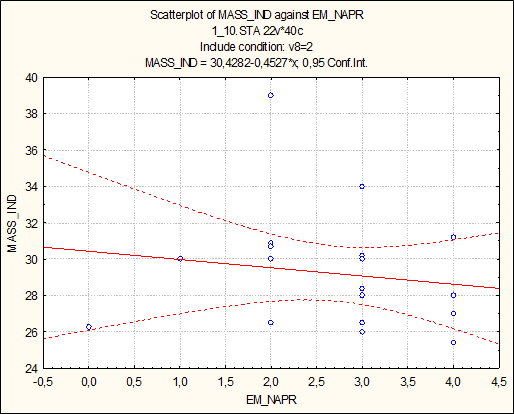 Scatterplot of MASS_IND against EM_NAPR
1_10.STA 22v*40c
Include condition: v8=2
MASS_IND = 30,4282-0,4527*x; 0,95 Conf.Int.
40
38
36
34
32
30
28
26
24
MASS_IND
-0,5 0,0 0,5 1,0 1,5 2,0 2,5 3,0 3,5 4,0 4,5
EM_NAPR